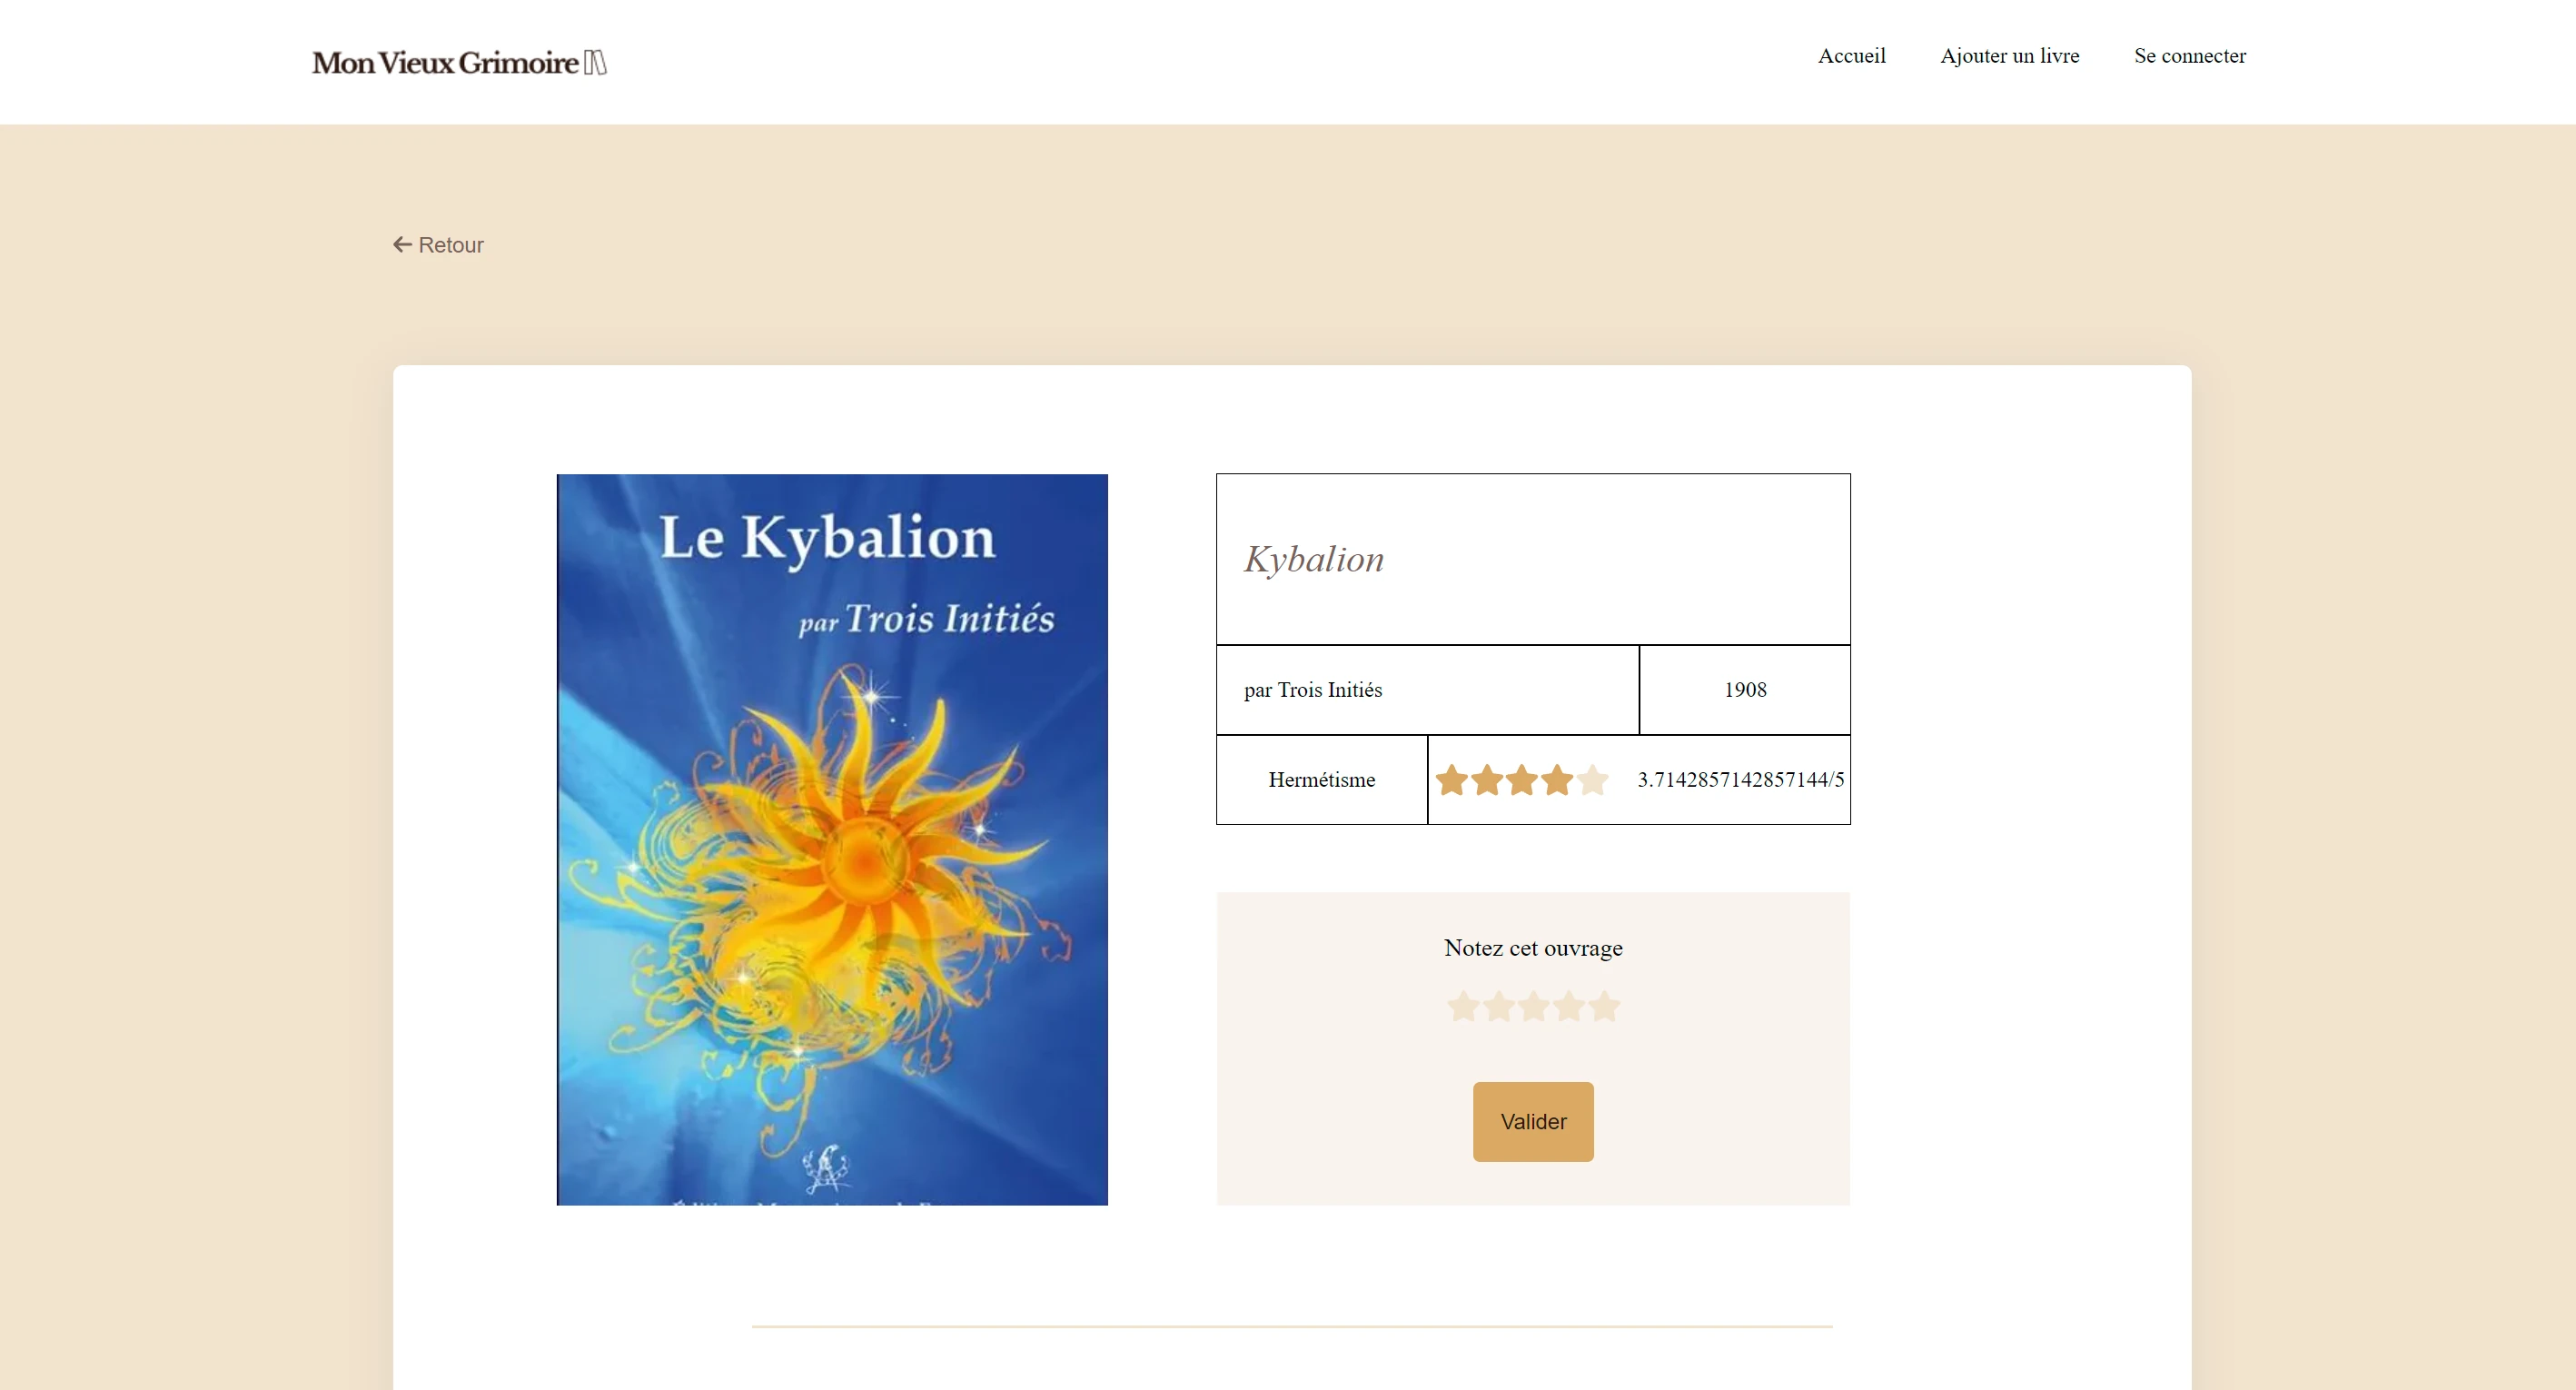 Mon Vieux Grimoire
Accueil
Ajouter un livre
Se connecter
Retour
Le Kybalion
par Trois Initiés
Kybalion
par Trois Initiés
1908
Hermétisme
3.7142857142857144/5
Notez cet ouvrage
Valider